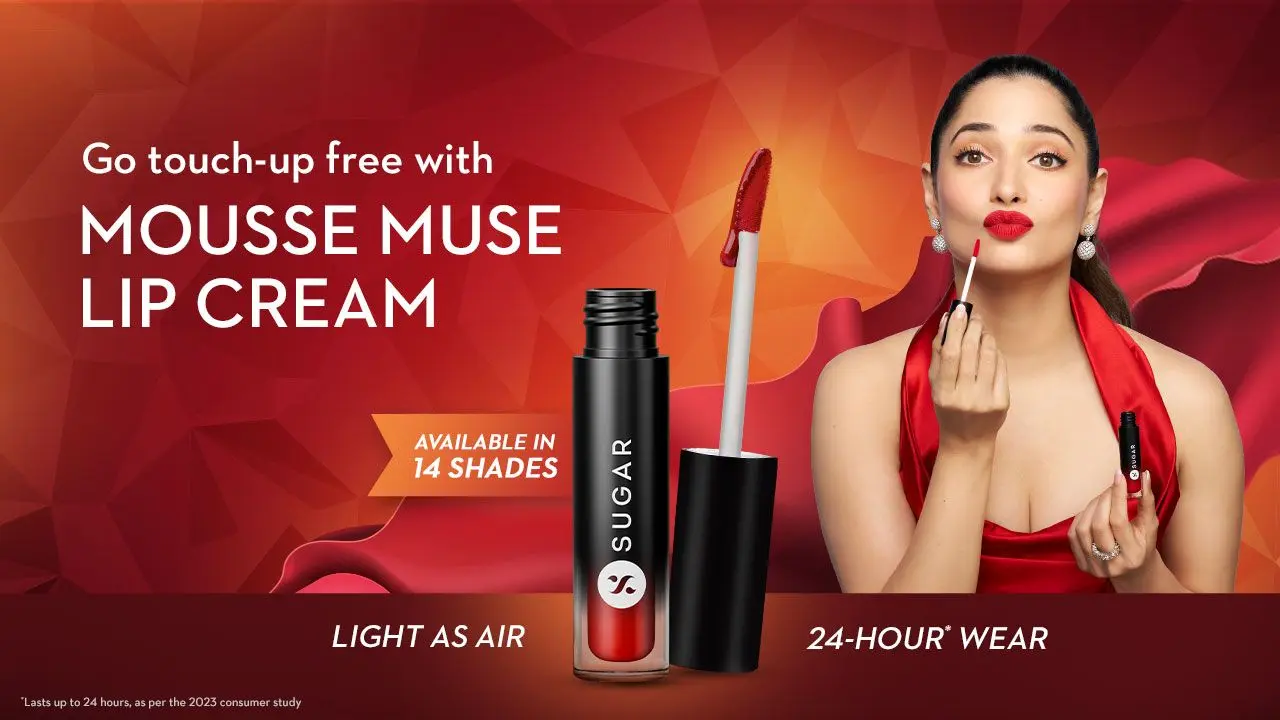 Go touch-up free with
MOUSSE MUSE
LIP CREAM
AVAILABLE IN
14 SHADES
SUGAR
SUGAR
LIGHT AS AIR
24-HOUR* WEAR
*Lasts up to 24 hours, as per the 2023 consumer study